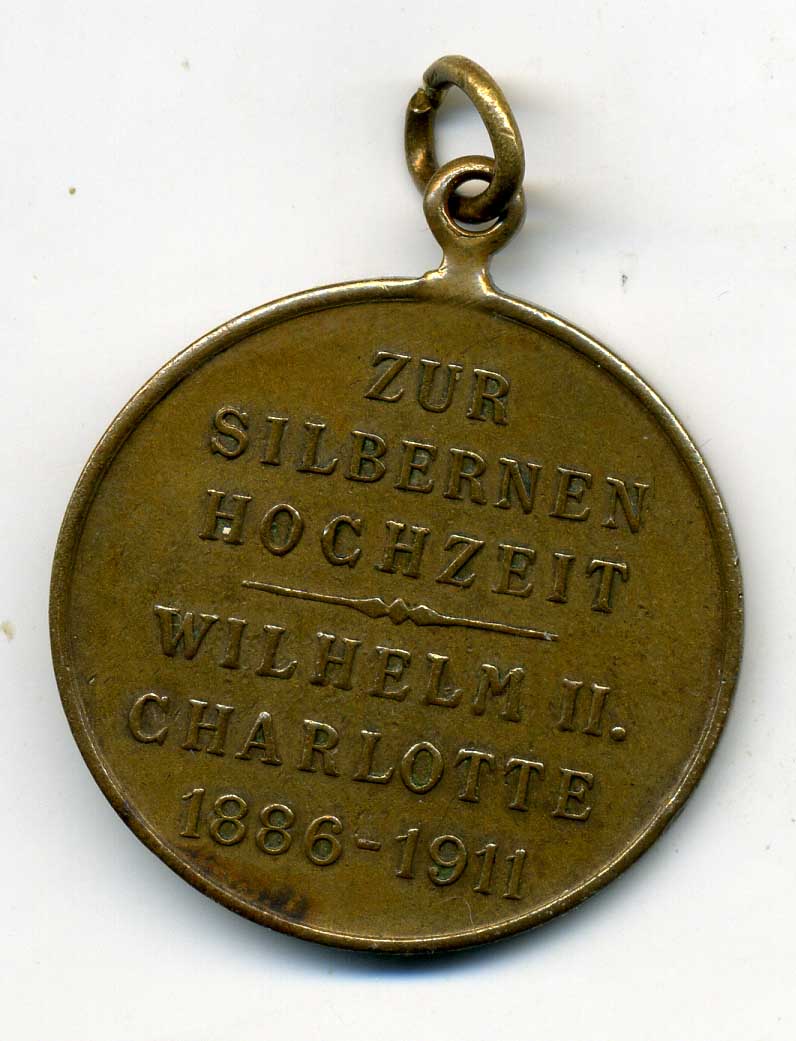 ZUR
SILBERNEN
HOCHZEIT
WILHELM II.
CHARLOTTE
1886-1911